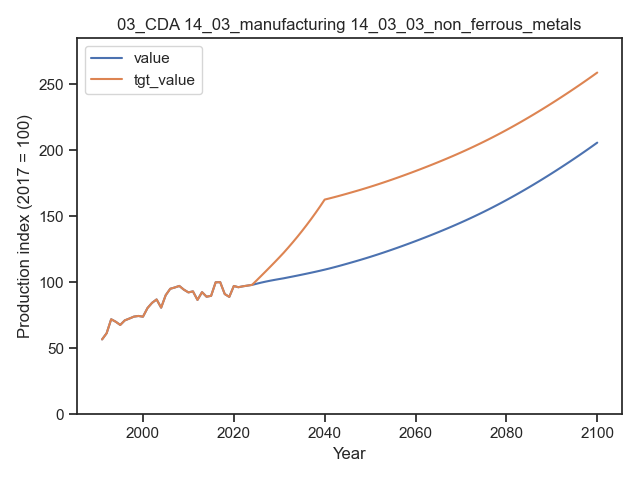 03_CDA 14_03_manufacturing 14_03_03_non_ferrous_metals
value
tgt_value
Production index (2017 = 100)
250
200
150
100
50
0
2000 2020 2040 2060 2080 2100
Year